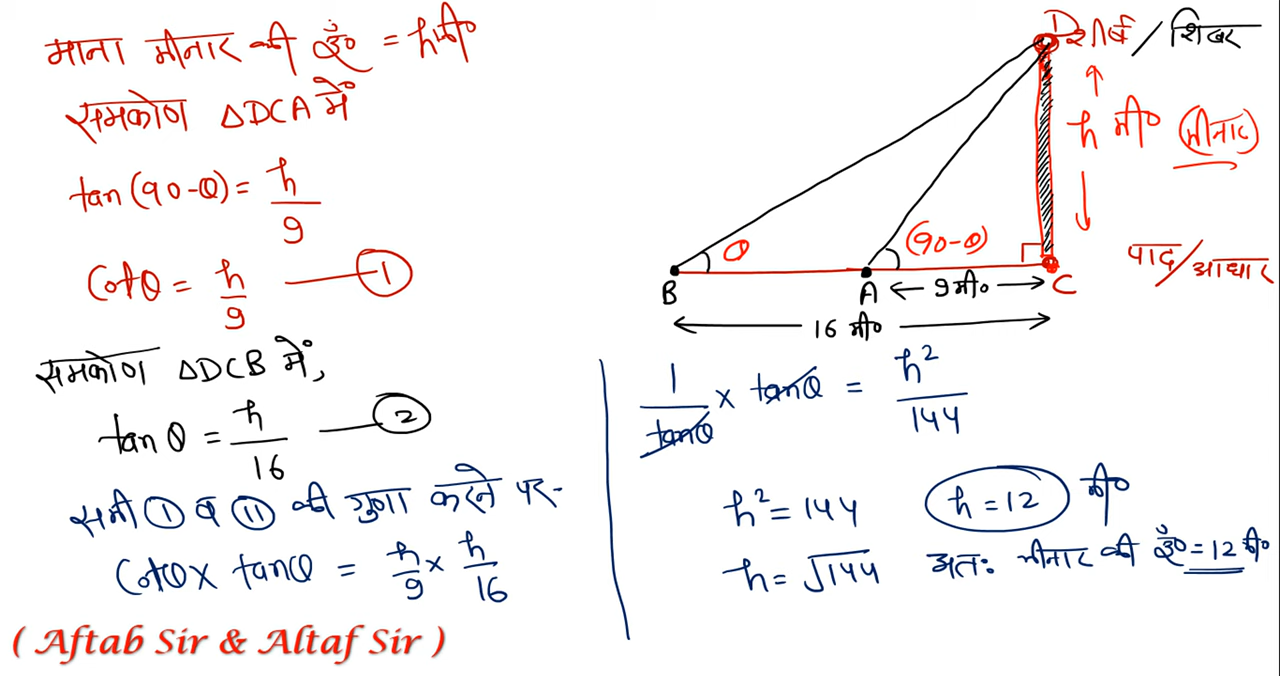 माना मीनार की ऊँ० = h मी०
समकोण ΔDCA में
tan(90-θ) = h/9
Cotθ = h/9 —— 1
समकोण ΔDCB में,
tan θ = h/16 —— 2
समी 1 व 11 की गुणा करने पर-
Cotθ × tanθ = h/9 × h/16
( Aftab Sir & Altaf Sir )
D शीर्ष / शिखर
h मी० (मीनार)
θ
(90-θ)
पाद/आधार
B
A
9 मी०
C
16 मी०
1/tanθ × tanθ = h²/144
h² = 144
h = 12 मी०
h = √144
अतः मीनार की ऊँ० = 12 मी०